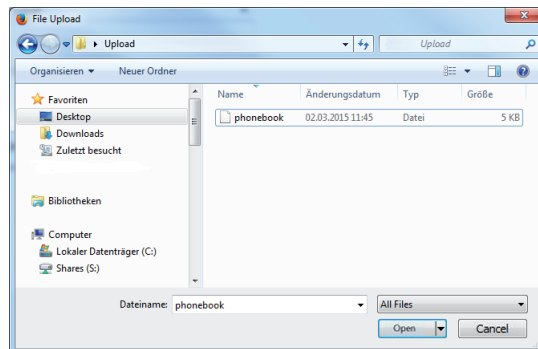 File Upload
Upload
Upload
Organisieren Neuer Ordner
Name Änderungsdatum Typ Größe
phonebook 02.03.2015 11:45 Datei 5 KB
Favoriten
Desktop
Downloads
Zuletzt besucht
Bibliotheken
Computer
Lokaler Datenträger (C:)
Shares (S:)
Dateiname: phonebook All Files
Open Cancel